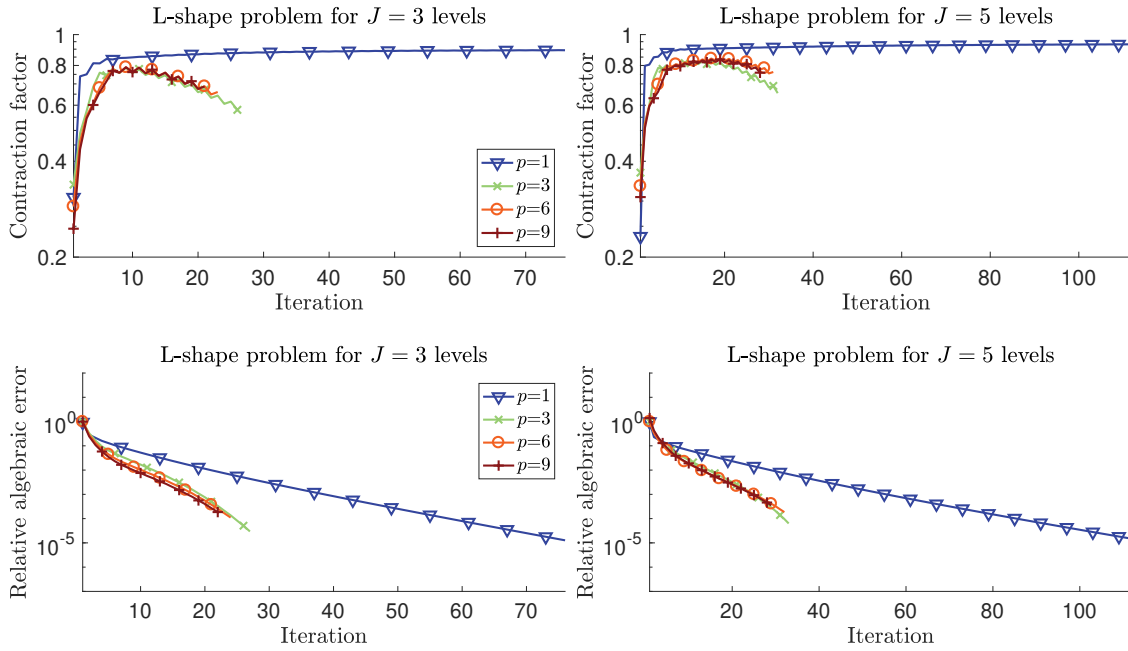 L-shape problem for J = 3 levels
Contraction factor
1
0.8
0.6
0.4
0.2
10 20 30 40 50 60 70
Iteration
p=1
p=3
p=6
p=9
L-shape problem for J = 5 levels
Contraction factor
1
0.8
0.6
0.4
0.2
20 40 60 80 100
Iteration
L-shape problem for J = 3 levels
Relative algebraic error
10^0
10^-5
10 20 30 40 50 60 70
Iteration
p=1
p=3
p=6
p=9
L-shape problem for J = 5 levels
Relative algebraic error
10^0
10^-5
20 40 60 80 100
Iteration